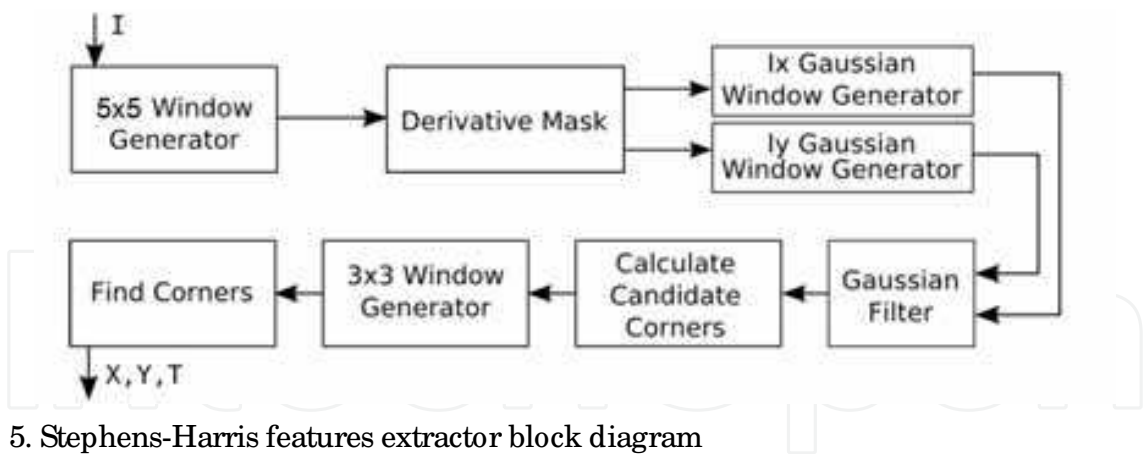 I
5x5 Window
Generator
Derivative Mask
Ix Gaussian
Window Generator
Iy Gaussian
Window Generator
Find Corners
3x3 Window
Generator
Calculate
Candidate
Corners
Gaussian
Filter
X,Y,T
5. Stephens-Harris features extractor block diagram